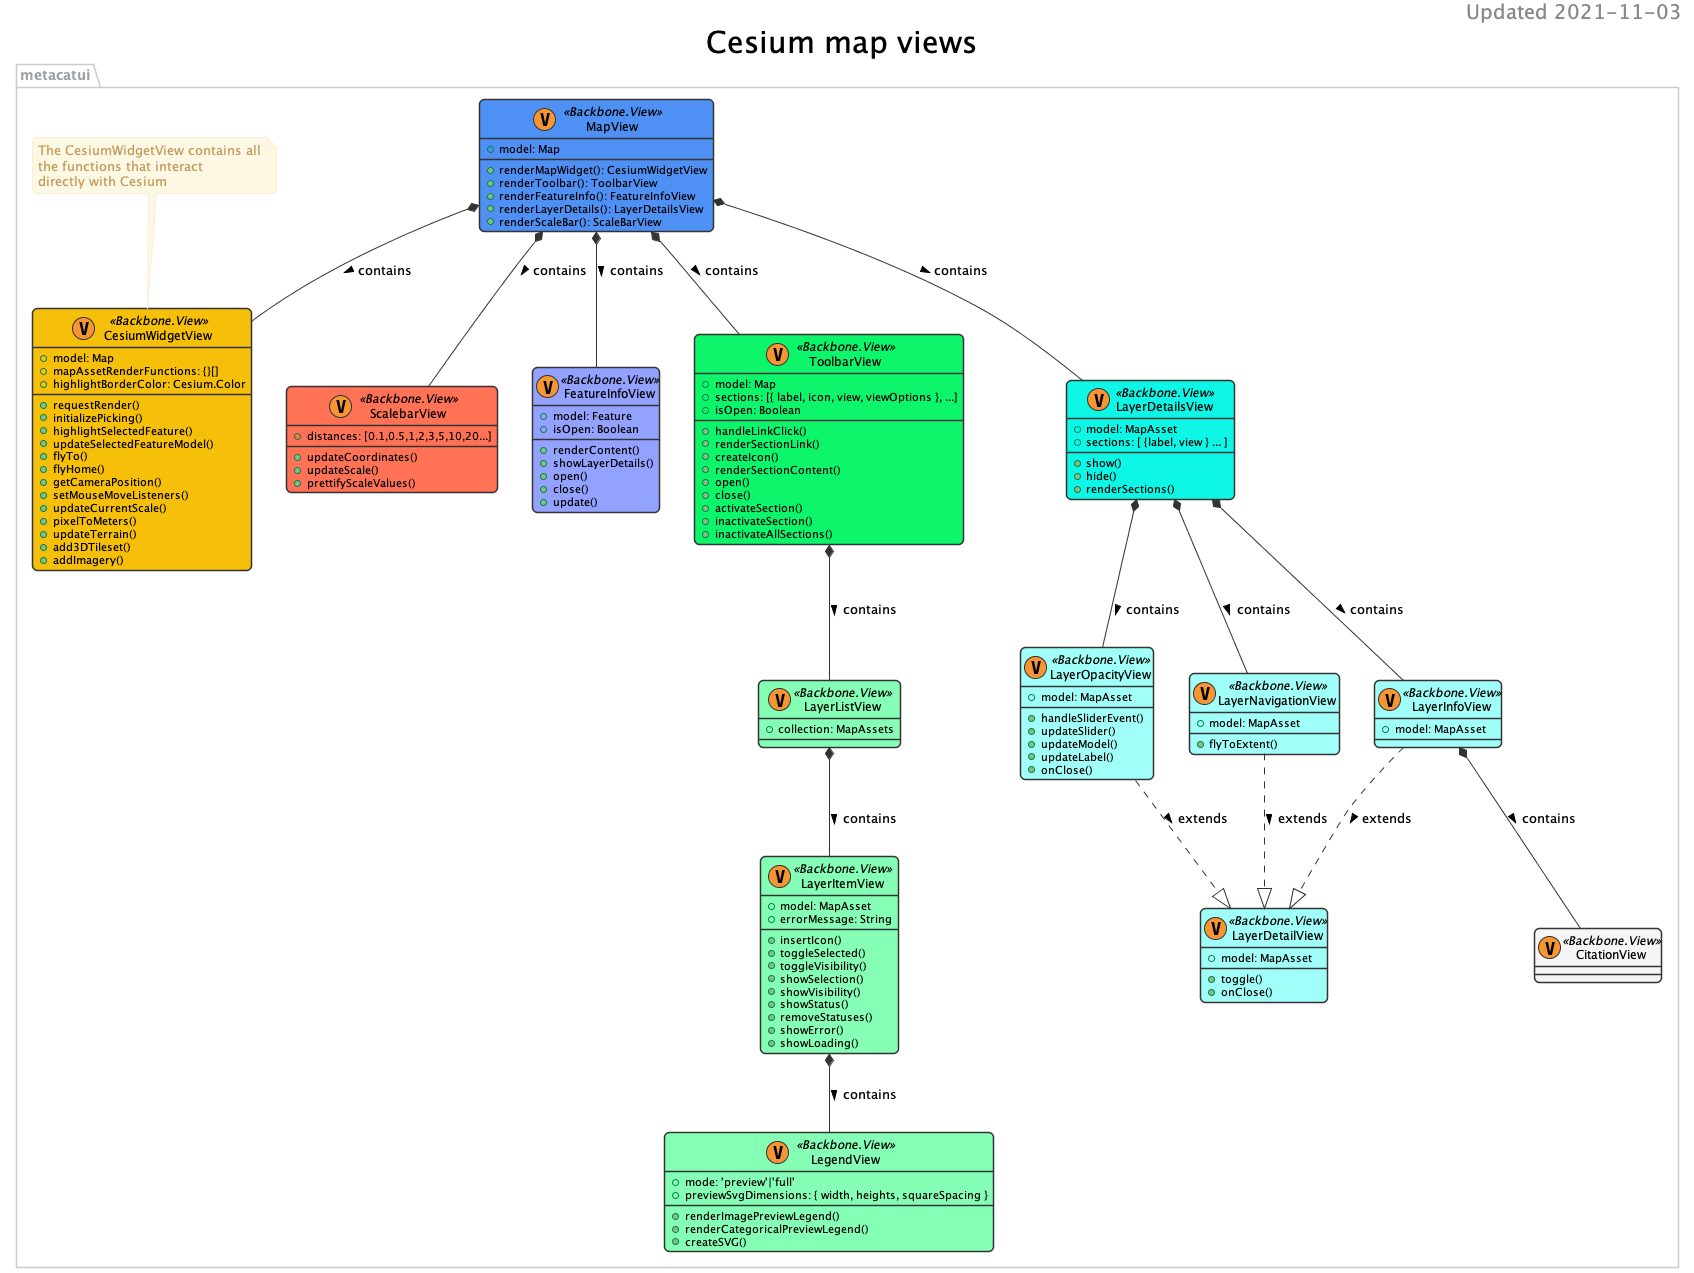 Updated 2021-11-03
Cesium map views
metacatui
The CesiumWidgetView contains all
the functions that interact
directly with Cesium
V
«Backbone.View»
MapView
model: Map
renderMapWidget(): CesiumWidgetView
renderToolbar(): ToolbarView
renderFeatureInfo(): FeatureInfoView
renderLayerDetails(): LayerDetailsView
renderScaleBar(): ScaleBarView
contains
contains
contains
contains
contains
V
«Backbone.View»
CesiumWidgetView
model: Map
mapAssetRenderFunctions: {}[]
highlightBorderColor: Cesium.Color
requestRender()
initializePicking()
highlightSelectedFeature()
updateSelectedFeatureModel()
flyTo()
flyHome()
getCameraPosition()
setMouseMoveListeners()
updateCurrentScale()
pixelToMeters()
updateTerrain()
add3DTileset()
addImagery()
V
«Backbone.View»
ScalebarView
distances: [0.1,0.5,1,2,3,5,10,20...]
updateCoordinates()
updateScale()
prettifyScaleValues()
V
«Backbone.View»
FeatureInfoView
model: Feature
isOpen: Boolean
renderContent()
showLayerDetails()
open()
close()
update()
V
«Backbone.View»
ToolbarView
model: Map
sections: [{ label, icon, view, viewOptions }, ...]
isOpen: Boolean
handleLinkClick()
renderSectionLink()
createIcon()
renderSectionContent()
open()
close()
activateSection()
inactivateSection()
inactivateAllSections()
V
«Backbone.View»
LayerDetailsView
model: MapAsset
sections: [ {label, view } ... ]
show()
hide()
renderSections()
contains
contains
contains
contains
V
«Backbone.View»
LayerListView
collection: MapAssets
V
«Backbone.View»
LayerOpacityView
model: MapAsset
handleSliderEvent()
updateSlider()
updateModel()
updateLabel()
onClose()
V
«Backbone.View»
LayerNavigationView
model: MapAsset
flyToExtent()
V
«Backbone.View»
LayerInfoView
model: MapAsset
contains
extends
extends
extends
contains
V
«Backbone.View»
LayerItemView
model: MapAsset
errorMessage: String
insertIcon()
toggleSelected()
toggleVisibility()
showSelection()
showVisibility()
showStatus()
removeStatuses()
showError()
showLoading()
V
«Backbone.View»
LayerDetailView
model: MapAsset
toggle()
onClose()
V
«Backbone.View»
CitationView
contains
V
«Backbone.View»
LegendView
mode: 'preview'|'full'
previewSvgDimensions: { width, heights, squareSpacing }
renderImagePreviewLegend()
renderCategoricalPreviewLegend()
createSVG()